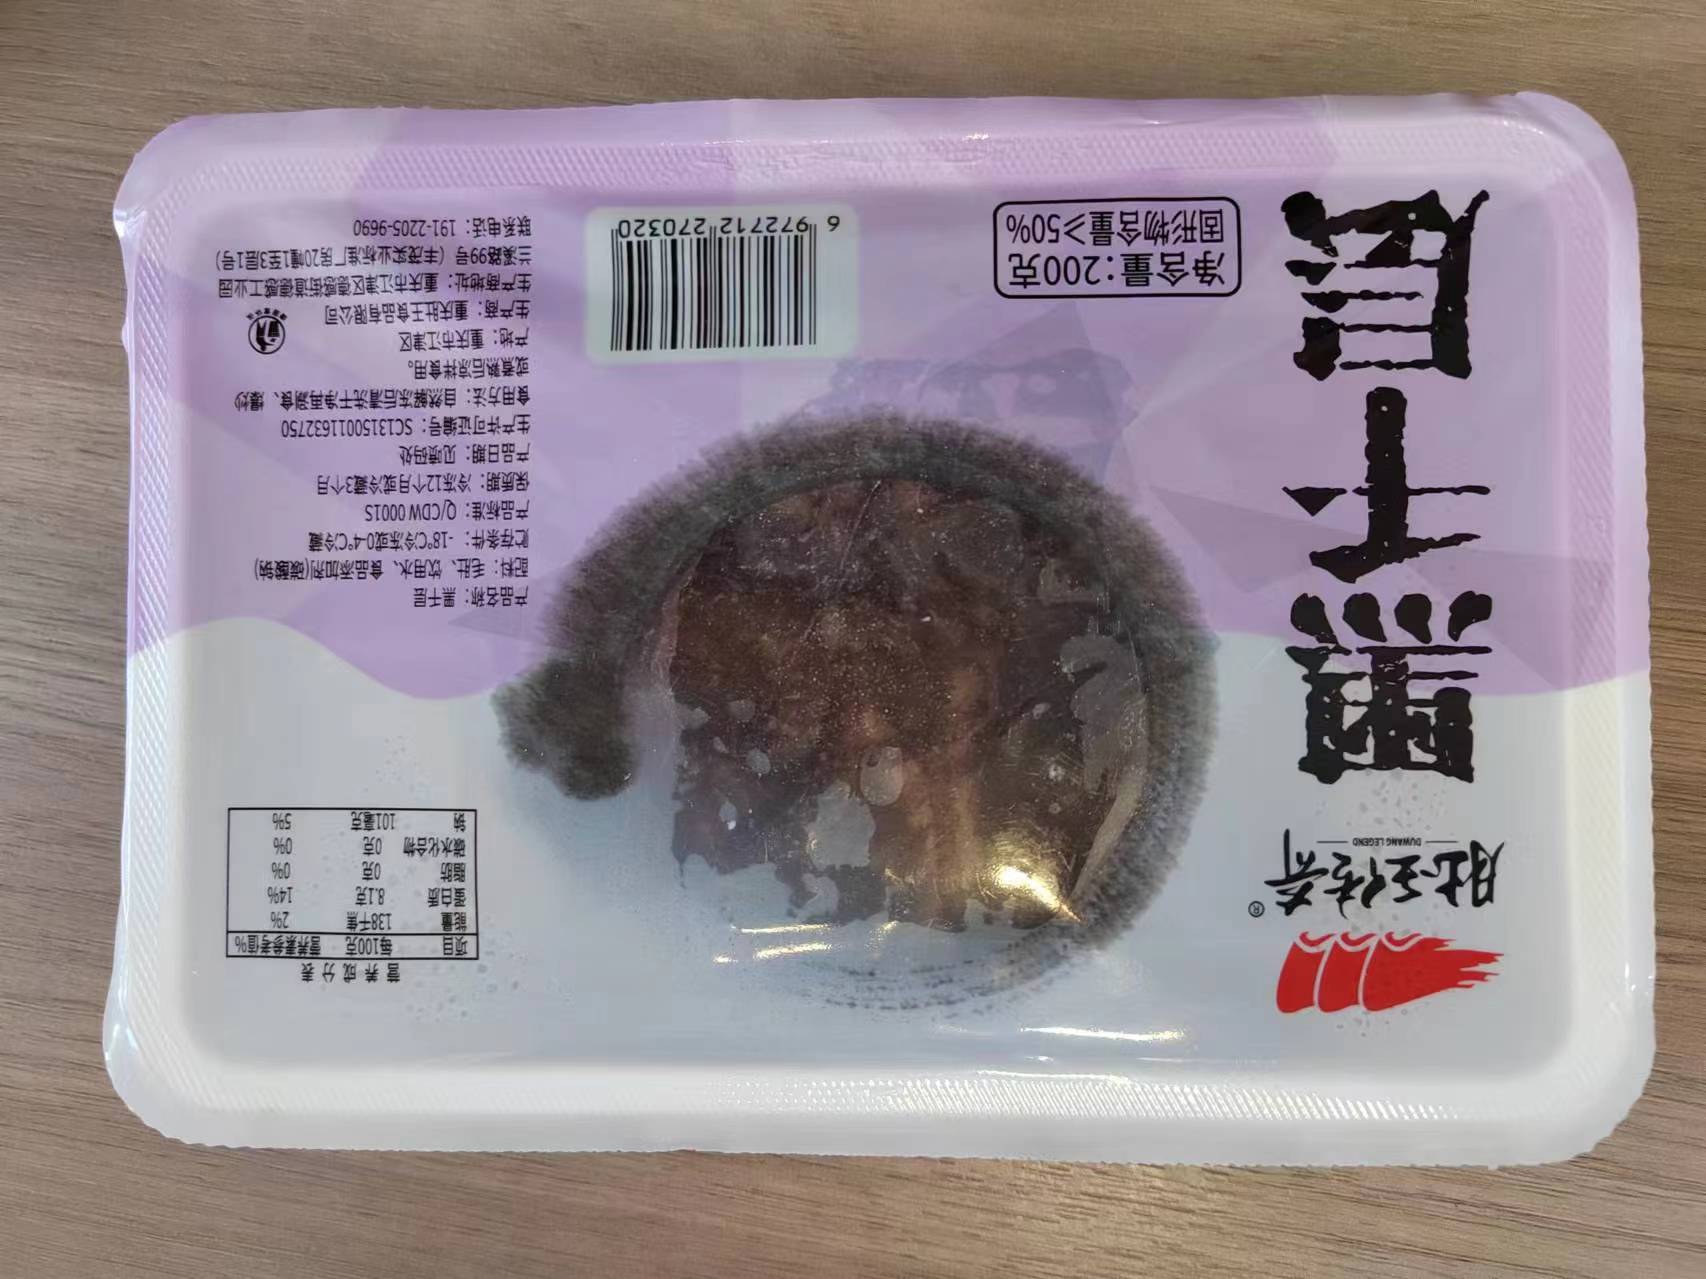 肚王传奇®
DUWANG LEGEND
黑千层
净含量：200克
固形物含量≥50%
营养成分表
项目 每100克 营养素参考值%
能量 138千焦 2%
蛋白质 8.1克 14%
脂肪 0克 0%
碳水化合物 0克 0%
钠 101毫克 5%
产品名称：黑千层
配料：毛肚、饮用水、食品添加剂(碳酸钠)
贮存条件：-18°C冷冻或0-4°C冷藏
产品标准：Q/CDW 0001S
保质期：冷冻12个月或冷藏3个月
产品日期：见喷码处
生产许可证编号：SC13150011632750
食用方法：自然解冻后清洗干净再涮食、爆炒
或煮熟后凉拌食用。
产地：重庆市江津区
生产商：重庆肚王食品有限公司
生产商地址：重庆市江津区德感街道德感工业园
兰溪路99号（丰茂实业标准厂房20幢1至3层1号）
联系电话：191-2205-9690
6 972712 270320